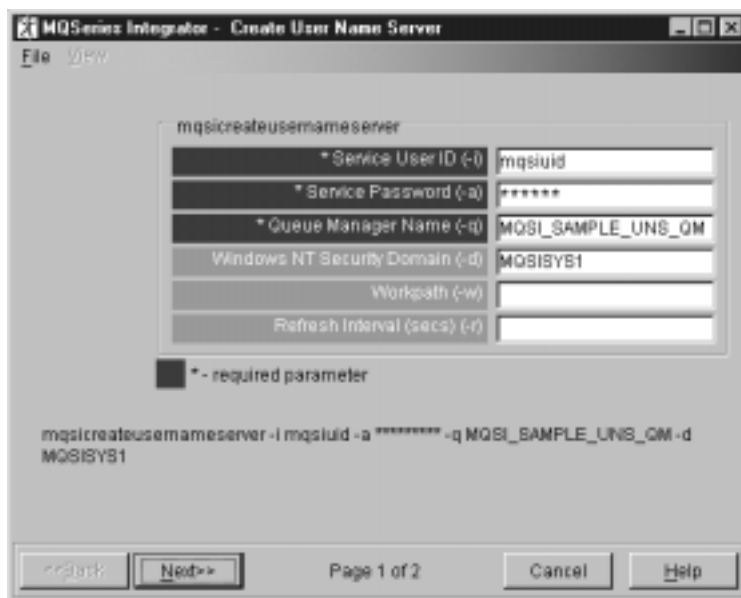 MQSeries Integrator - Create User Name Server
File View
mqsicreateusernameserver
* Service User ID (-i) mqsiuid
* Service Password (-a) ******
* Queue Manager Name (-q) MQSI_SAMPLE_UNS_QM
Windows NT Security Domain (-d) MQSISYS1
Workpath (-w)
Refresh Interval (secs) (-r)
* - required parameter
mqsicreateusernameserver -i mqsiuid -a ********* -q MQSI_SAMPLE_UNS_QM -d
MQSISYS1
<<Back Next>> Page 1 of 2 Cancel Help